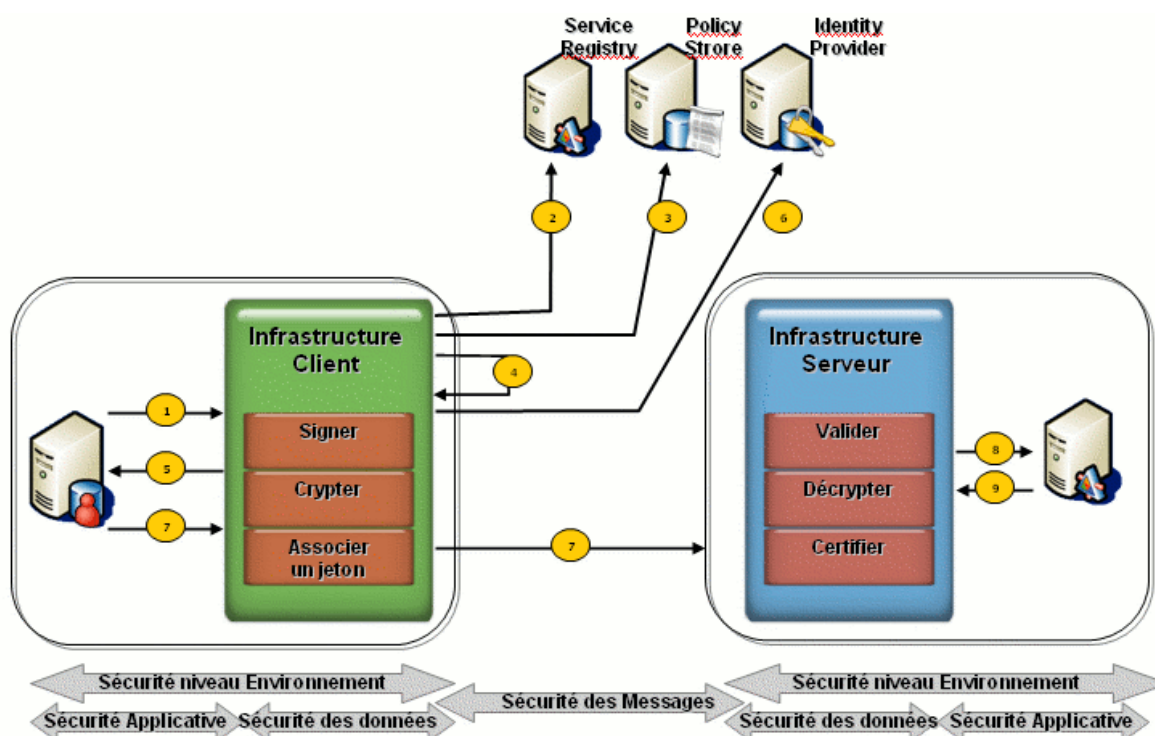 Service
Registry
Policy
Strore
Identity
Provider
2
3
6
Infrastructure
Client
Infrastructure
Serveur
4
1
Signer
Valider
5
Crypter
Décrypter
8
9
7
Associer
un jeton
7
Certifier
Sécurité niveau Environnement
Sécurité des Messages
Sécurité niveau Environnement
Sécurité Applicative
Sécurité des données
Sécurité des données
Sécurité Applicative